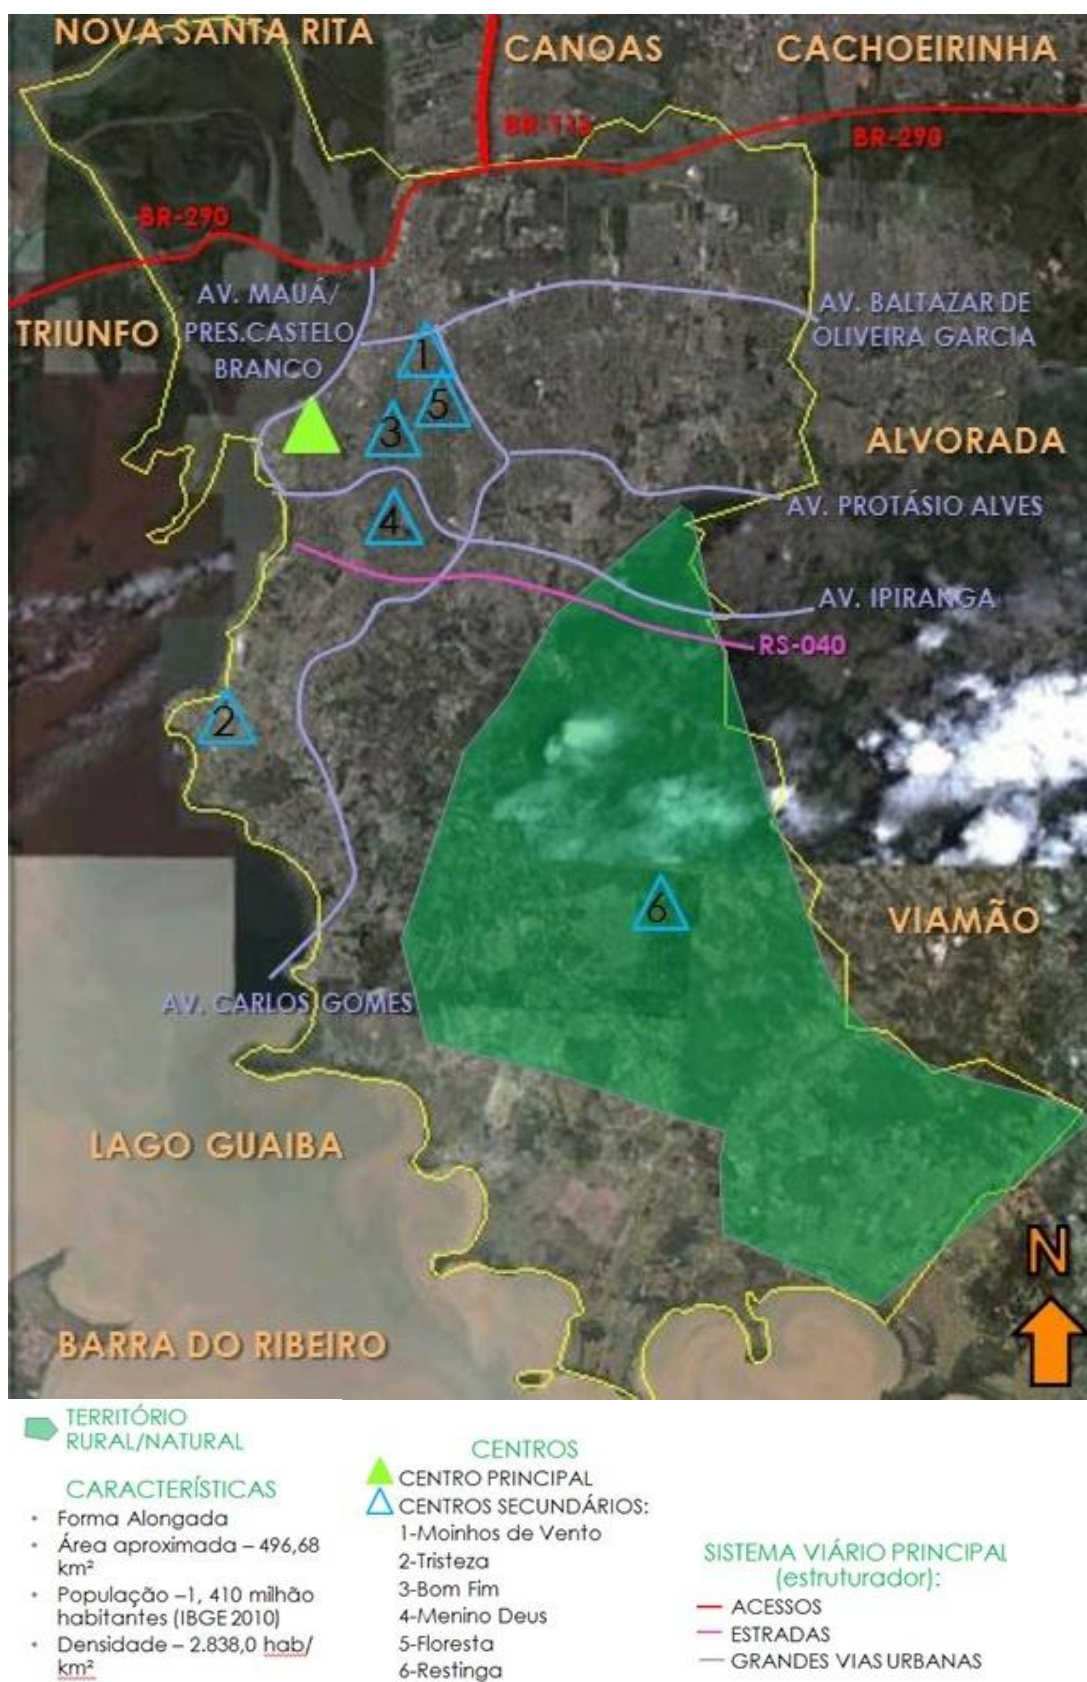 NOVA SANTA RITA
CANOAS
CACHOEIRINHA
BR-116
BR-290
BR-290
AV. MAUÁ/
PRES.CASTELO
BRANCO
AV. BALTAZAR DE
OLIVEIRA GARCIA
TRIUNFO
1
5
3
ALVORADA
4
AV. PROTÁSIO ALVES
AV. IPIRANGA
RS-040
2
6
VIAMÃO
AV. CARLOS GOMES
LAGO GUAIBA
N
BARRA DO RIBEIRO
TERRITÓRIO
RURAL/NATURAL
CARACTERÍSTICAS
• Forma Alongada
• Área aproximada – 496,68
km²
• População –1, 410 milhão
habitantes (IBGE 2010)
• Densidade – 2.838,0 hab/
km²
CENTROS
CENTRO PRINCIPAL
CENTROS SECUNDÁRIOS:
1-Moinhos de Vento
2-Tristeza
3-Bom Fim
4-Menino Deus
5-Floresta
6-Restinga
SISTEMA VIÁRIO PRINCIPAL
(estruturador):
ACESSOS
ESTRADAS
GRANDES VIAS URBANAS